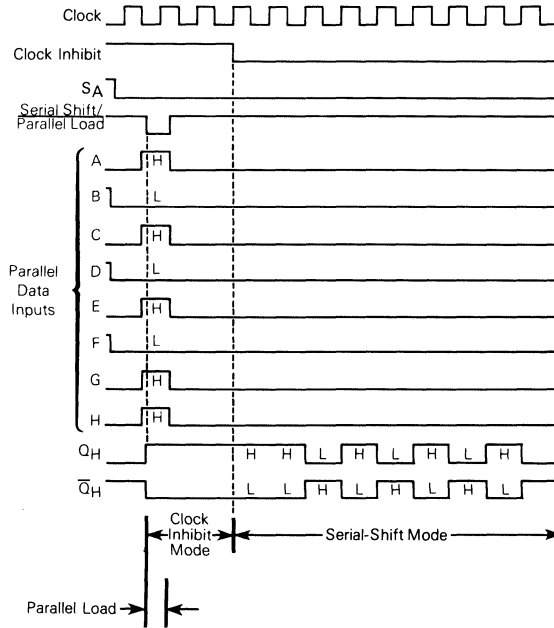 Clock
Clock Inhibit
SA
Serial Shift/
Parallel Load
A H
B L
C H
D L
E H
F L
G H
H H
Parallel
Data
Inputs
QH H H L H L H L H L
Q̅H L L H L H L H L
Clock
Inhibit
Mode
Serial-Shift Mode
Parallel Load